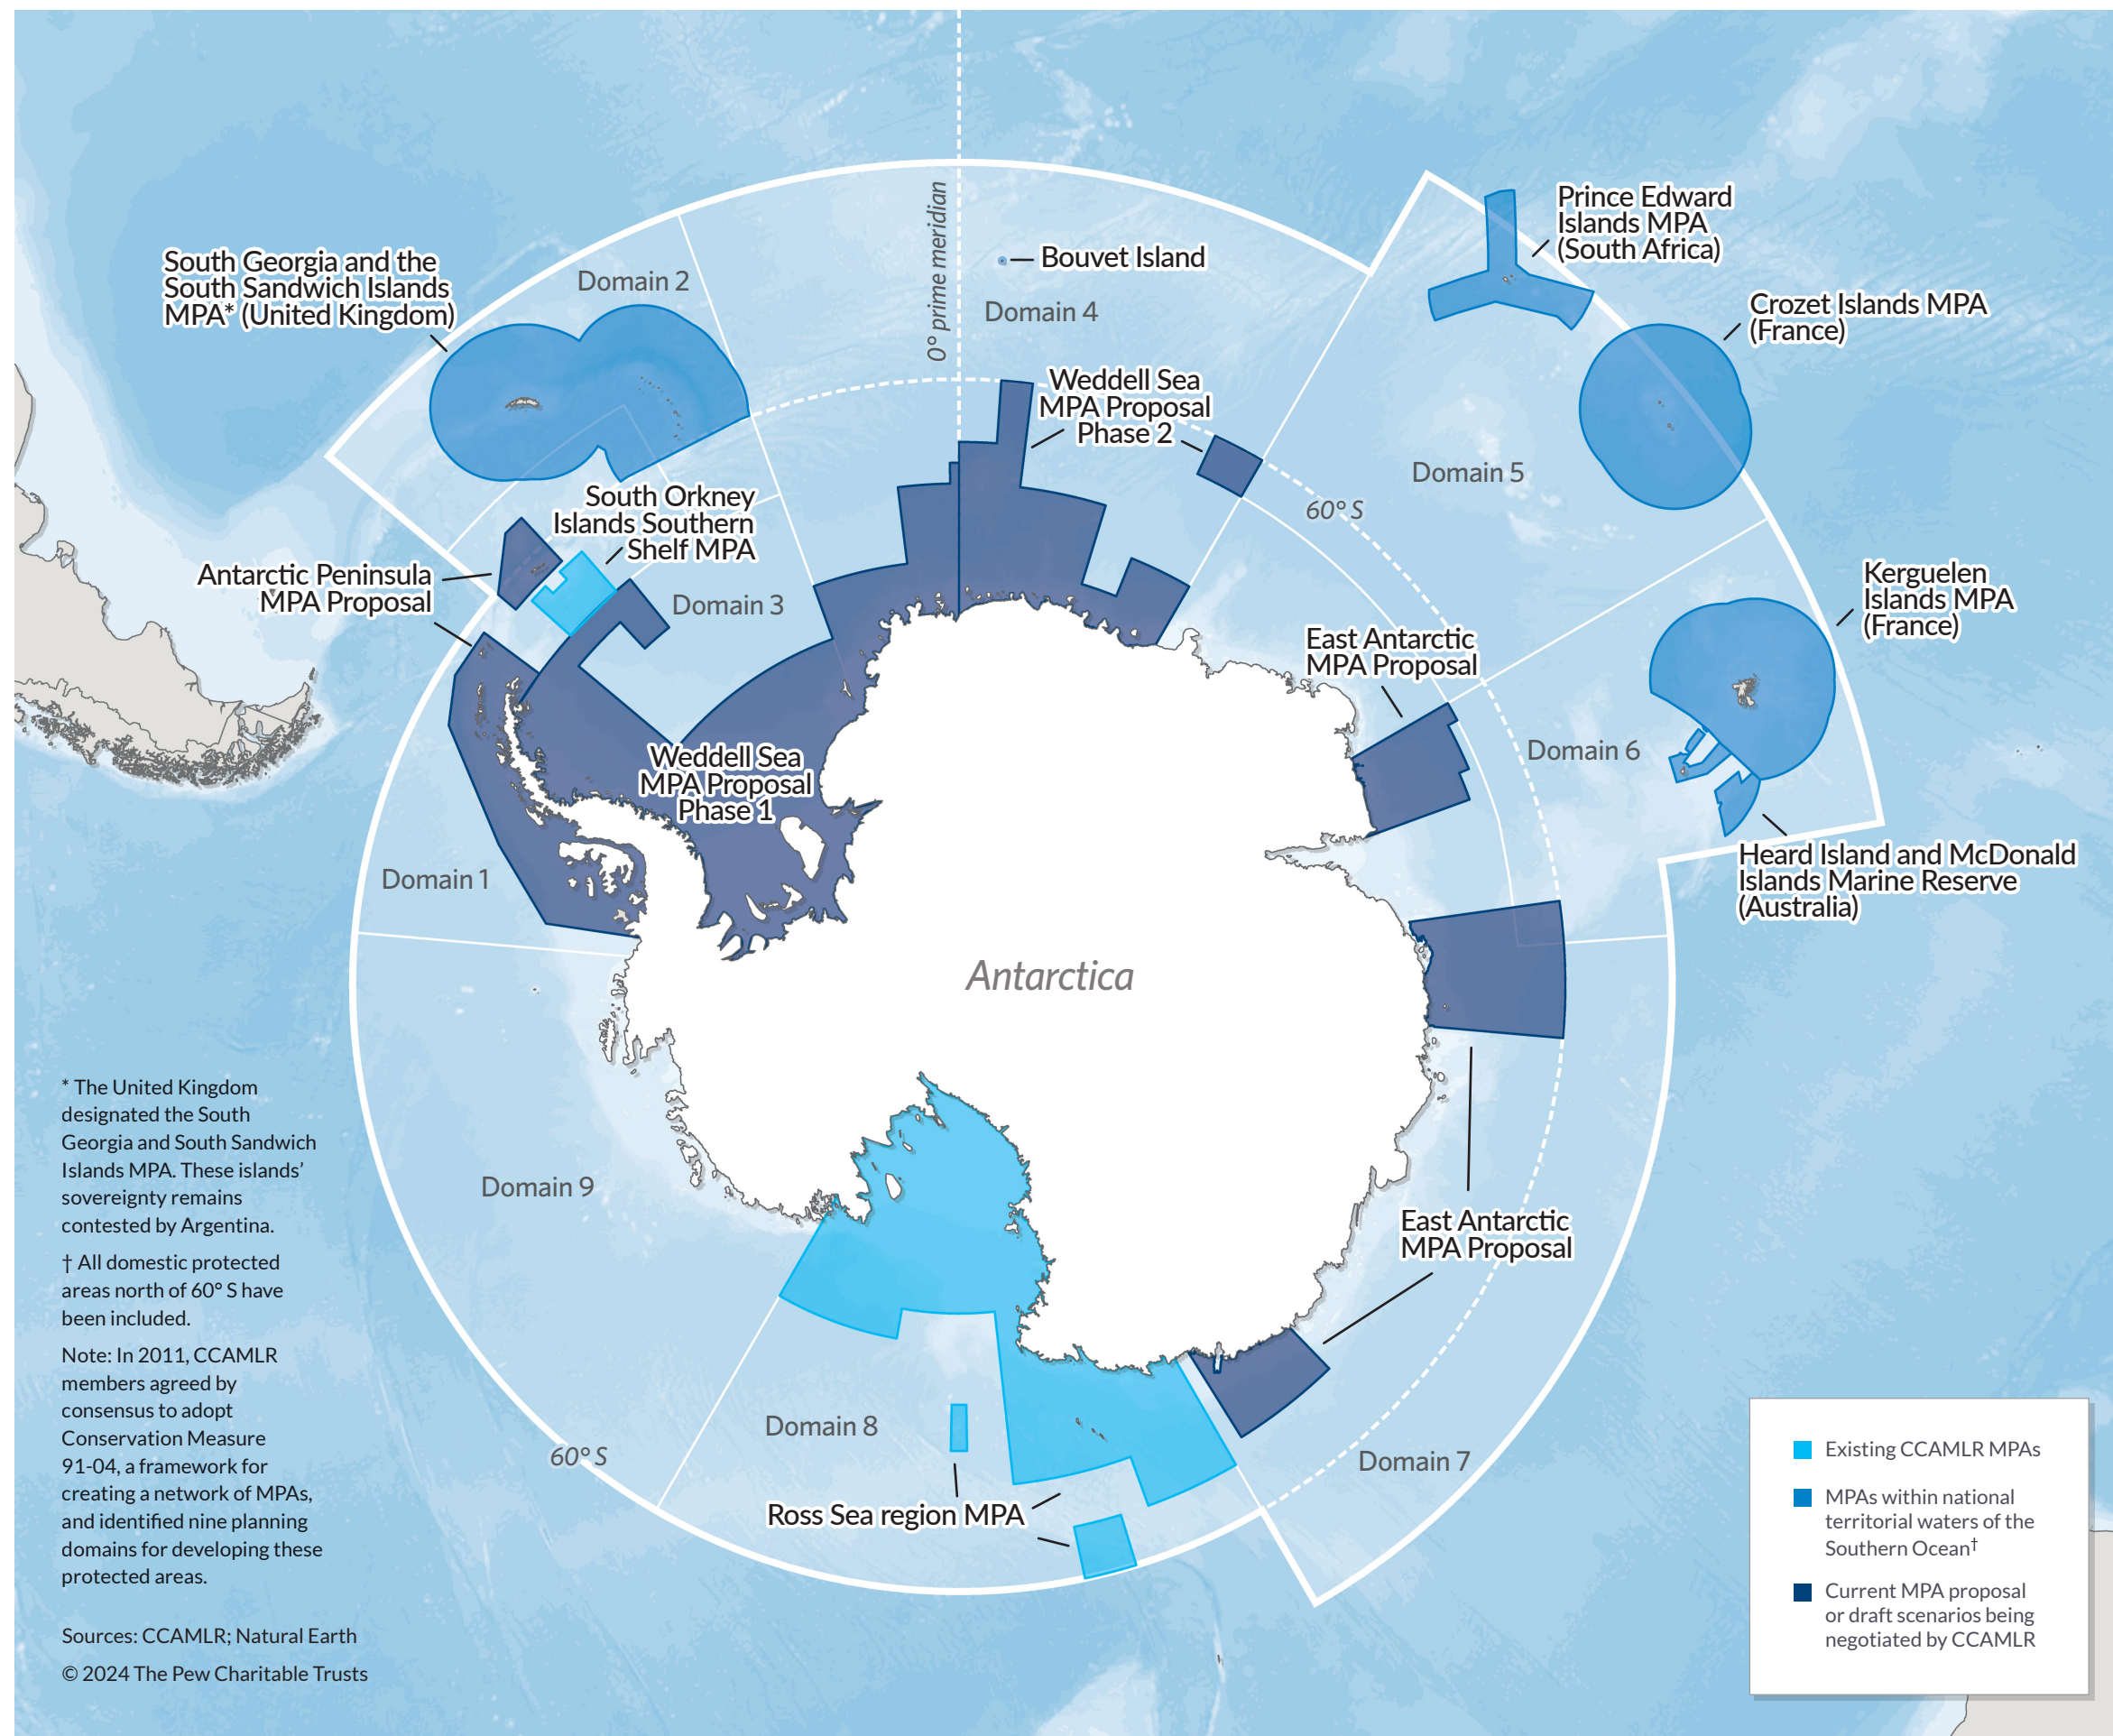 0° prime meridian
Prince Edward
Islands MPA
(South Africa)
South Georgia and the
South Sandwich Islands
MPA* (United Kingdom)
Domain 2
Bouvet Island
Domain 4
Crozet Islands MPA
(France)
Weddell Sea
MPA Proposal
Phase 2
Domain 5
60° S
South Orkney
Islands Southern
Shelf MPA
Antarctic Peninsula
MPA Proposal
Domain 3
Kerguelen
Islands MPA
(France)
East Antarctic
MPA Proposal
Domain 6
Weddell Sea
MPA Proposal
Phase 1
Domain 1
Heard Island and McDonald
Islands Marine Reserve
(Australia)
Antarctica
Domain 9
East Antarctic
MPA Proposal
Domain 8
60° S
Domain 7
Ross Sea region MPA
* The United Kingdom
designated the South
Georgia and South Sandwich
Islands MPA. These islands’
sovereignty remains
contested by Argentina.
† All domestic protected
areas north of 60° S have
been included.
Note: In 2011, CCAMLR
members agreed by
consensus to adopt
Conservation Measure
91-04, a framework for
creating a network of MPAs,
and identified nine planning
domains for developing these
protected areas.
Sources: CCAMLR; Natural Earth
© 2024 The Pew Charitable Trusts
Existing CCAMLR MPAs
MPAs within national
territorial waters of the
Southern Ocean†
Current MPA proposal
or draft scenarios being
negotiated by CCAMLR